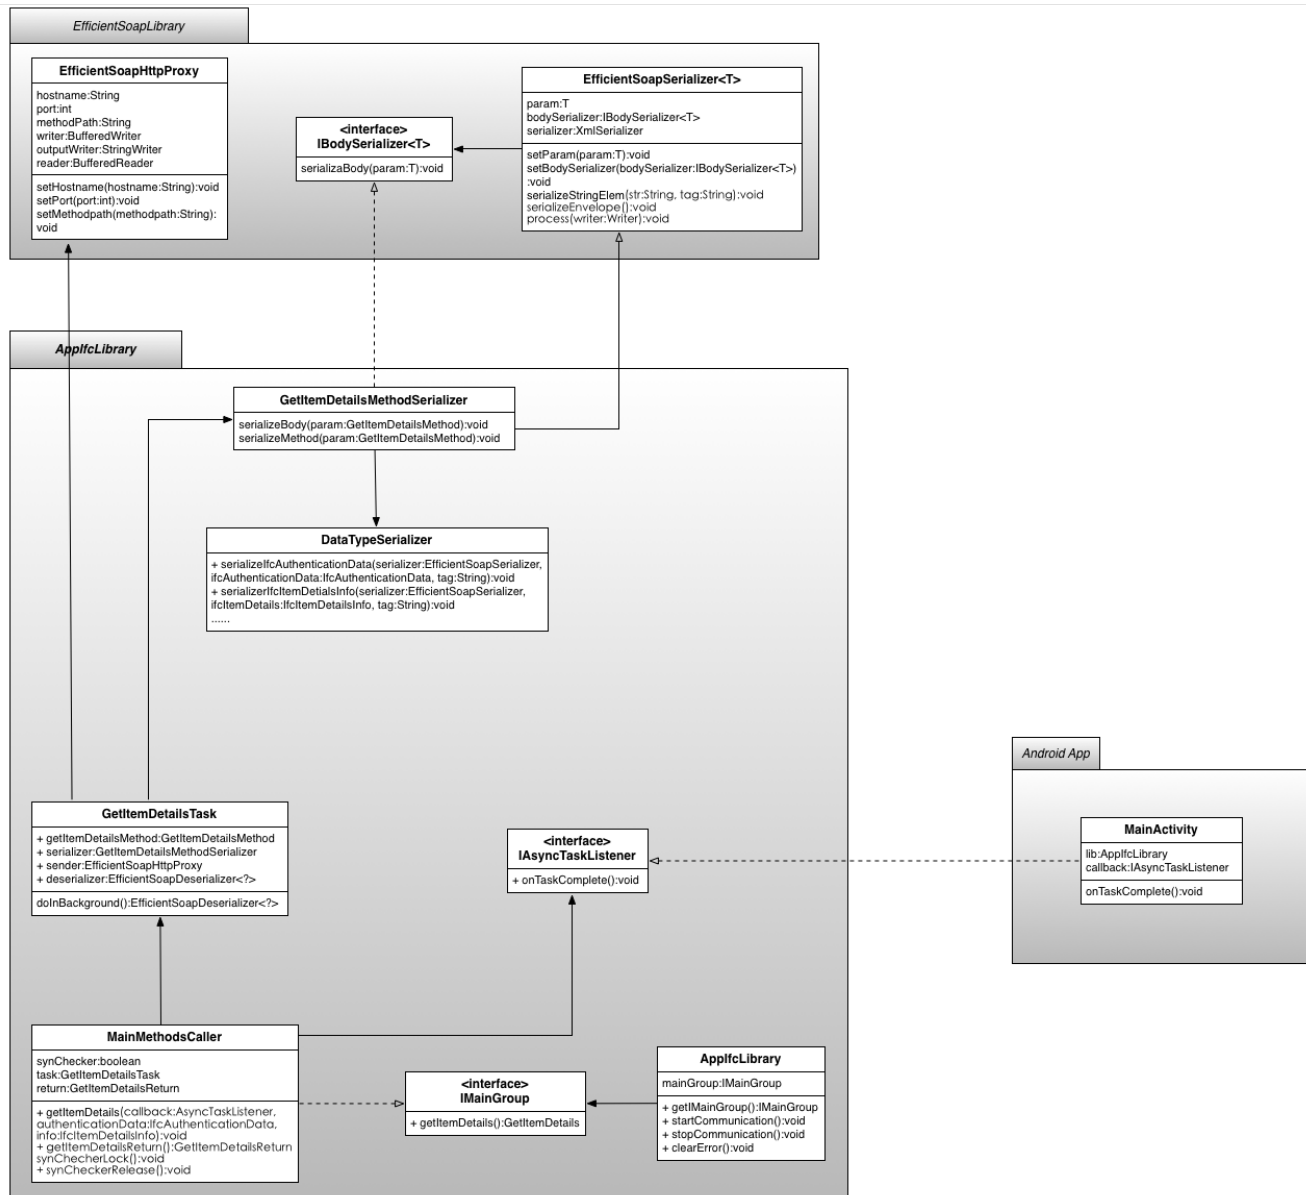 EfficientSoapLibrary
EfficientSoapHttpProxy
hostname:String
port:int
methodPath:String
writer:BufferedWriter
outputWriter:StringWriter
reader:BufferedReader
setHostname(hostname:String):void
setPort(port:int):void
setMethodpath(methodpath:String):
void
<interface>
IBodySerializer<T>
serializaBody(param:T):void
EfficientSoapSerializer<T>
param:T
bodySerializer:IBodySerializer<T>
serializer:XmlSerializer
setParam(param:T):void
setBodySerializer(bodySerializer:IBodySerializer<T>)
:void
serializeStringElem(str:String, tag:String):void
serializeEnvelope():void
process(writer:Writer):void
AppIfcLibrary
GetItemDetailsMethodSerializer
serializeBody(param:GetItemDetailsMethod):void
serializeMethod(param:GetItemDetailsMethod):void
DataTypeSerializer
+ serializeIfcAuthenticationData(serializer:EfficientSoapSerializer,
ifcAuthenticationData:IfcAuthenticationData, tag:String):void
+ serializerIfcItemDetialsInfo(serializer:EfficientSoapSerializer,
ifcItemDetails:IfcItemDetailsInfo, tag:String):void
......
Android App
MainActivity
lib:AppIfcLibrary
callback:IAsyncTaskListener
onTaskComplete():void
GetItemDetailsTask
+ getItemDetailsMethod:GetItemDetailsMethod
+ serializer:GetItemDetailsMethodSerializer
+ sender:EfficientSoapHttpProxy
+ deserializer:EfficientSoapDeserializer<?>
doInBackground():EfficientSoapDeserializer<?>
<interface>
IAsyncTaskListener
+ onTaskComplete():void
MainMethodsCaller
synChecker:boolean
task:GetItemDetailsTask
return:GetItemDetailsReturn
+ getItemDetails(callback:AsyncTaskListener,
authenticationData:IfcAuthenticationData,
info:IfcItemDetailsInfo):void
+ getItemDetailsReturn():GetItemDetailsReturn
synChecherLock():void
+ synCheckerRelease():void
<interface>
IMainGroup
+ getItemDetails():GetItemDetails
AppIfcLibrary
mainGroup:IMainGroup
+ getIMainGroup():IMainGroup
+ startCommunication():void
+ stopCommunication():void
+ clearError():void